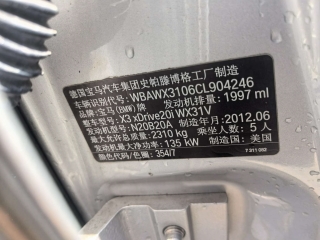 德国宝马汽车集团史帕滕博格工厂制造
车辆识别代号: WBAWX3106CL904246
品牌: 宝马(BMW)牌 发动机排量: 1997 ml
型号: X3 xDrive20i WX31V
发动机型号: N20B20A 制造年月: 2012.06
最大允许总质量: 2310 kg 乘坐人数: 5 人
发动机最大净功率: 135 kW 制造国: 美国
颜色代码/色标: 354/7
7 311 092